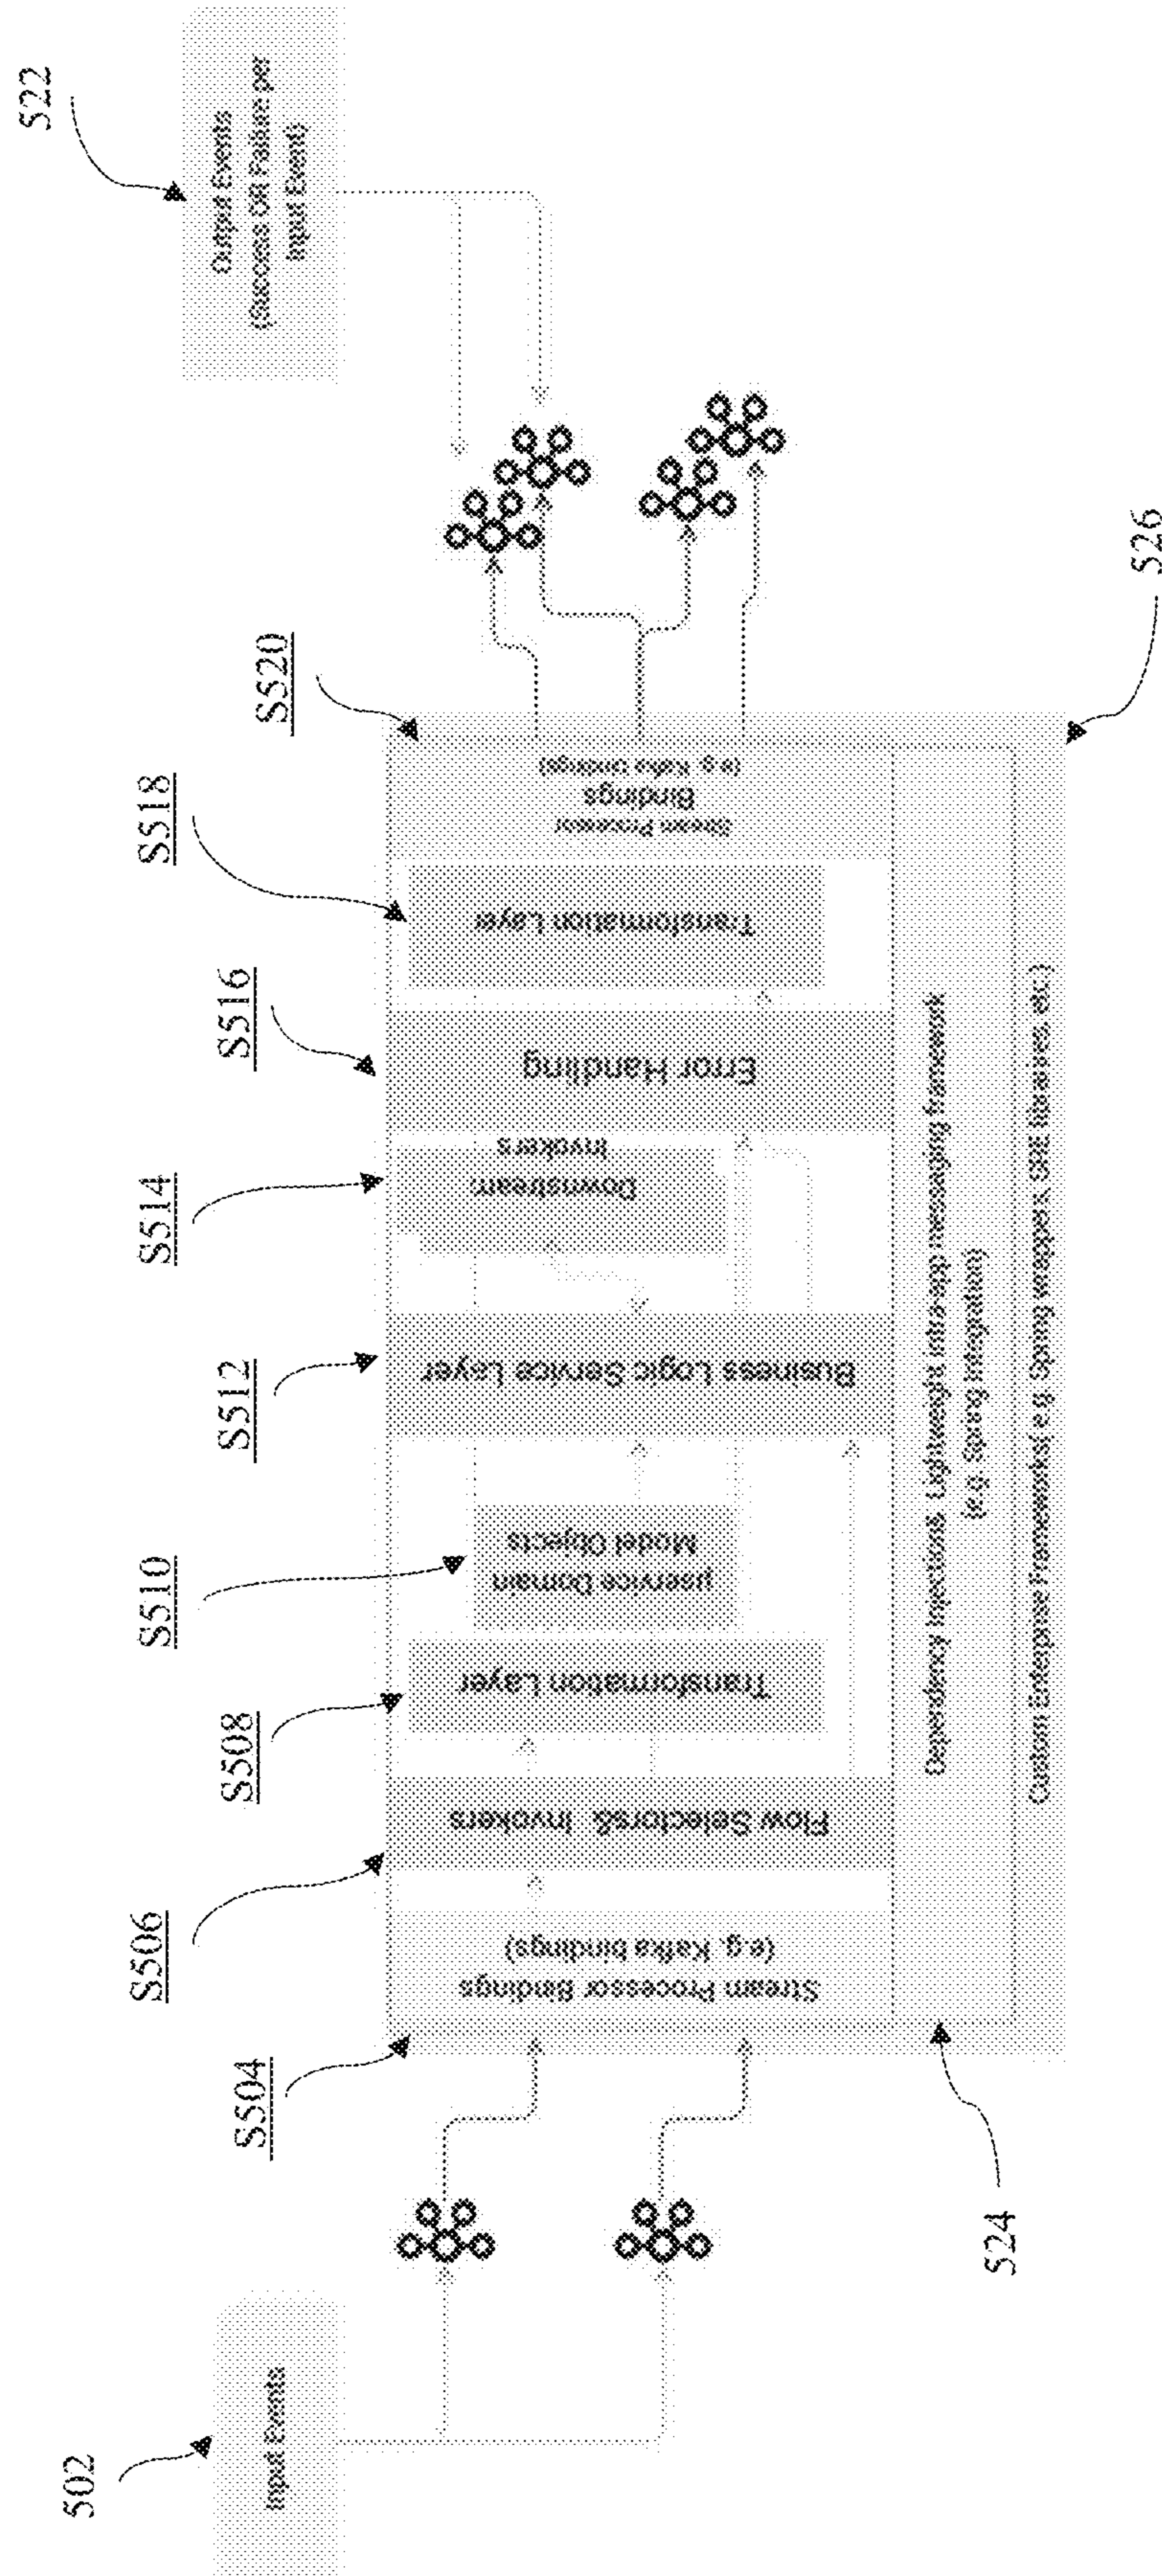 502
Input Events
S504
Stream Processor Bindings
(e.g. Kafka bindings)
S506
Flow Selectors& Invokers
S508
Transformation Layer
S510
µservice Domain
Model Objects
S512
Business Logic Service Layer
S514
Downstream
Invokers
S516
Error Handling
S518
Transformation Layer
S520
Stream Processor
Bindings
(e.g. Kafka bindings)
522
Output Events
(Success OR Failure per
Input Event)
524
Dependency Injections, Lightweight intra-app messaging framework
(e.g. Spring Integration)
526
Custom Enterprise Frameworks( e.g. Spring wrappers, SRE libraries, etc.)